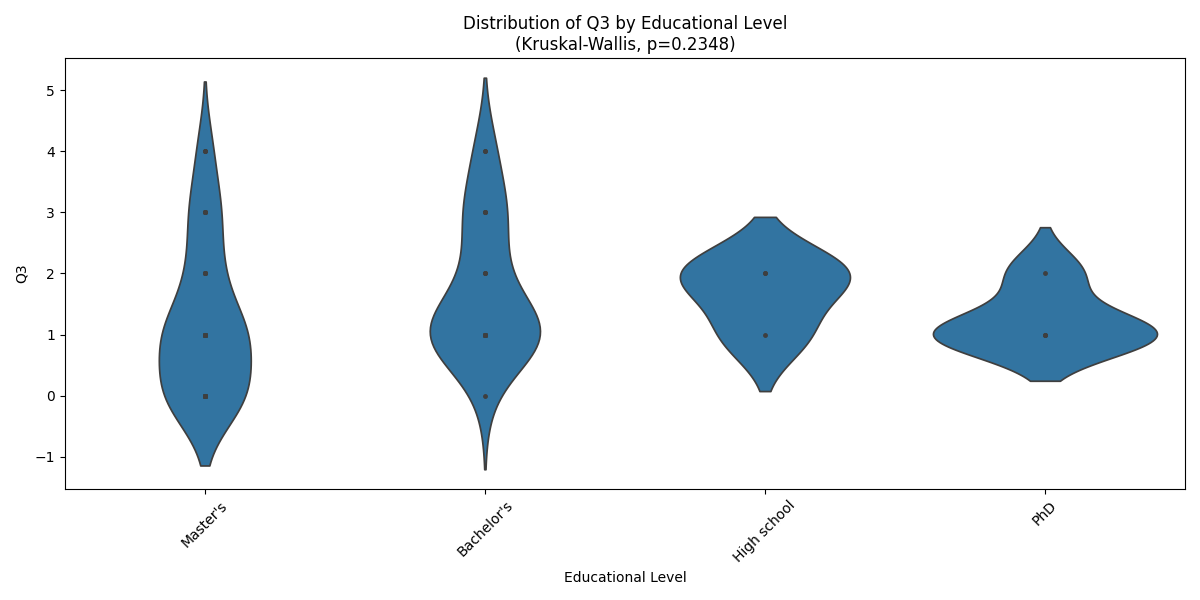 Distribution of Q3 by Educational Level
(Kruskal-Wallis, p=0.2348)
Q3
5
4
3
2
1
0
−1
Master's
Bachelor's
High school
PhD
Educational Level